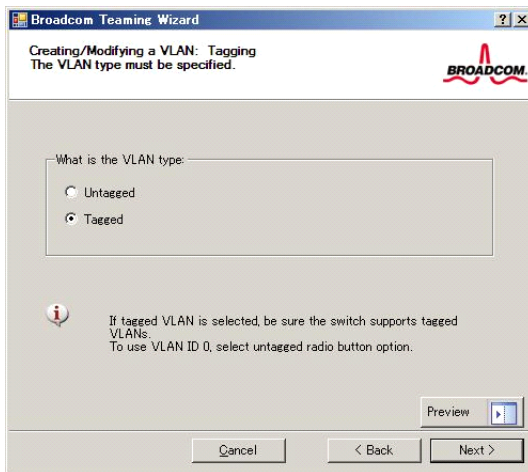 Broadcom Teaming Wizard
Creating/Modifying a VLAN: Tagging
The VLAN type must be specified.
BROADCOM.
What is the VLAN type:
Untagged
Tagged
If tagged VLAN is selected, be sure the switch supports tagged
VLANs.
To use VLAN ID 0, select untagged radio button option.
Preview
Cancel
< Back
Next >